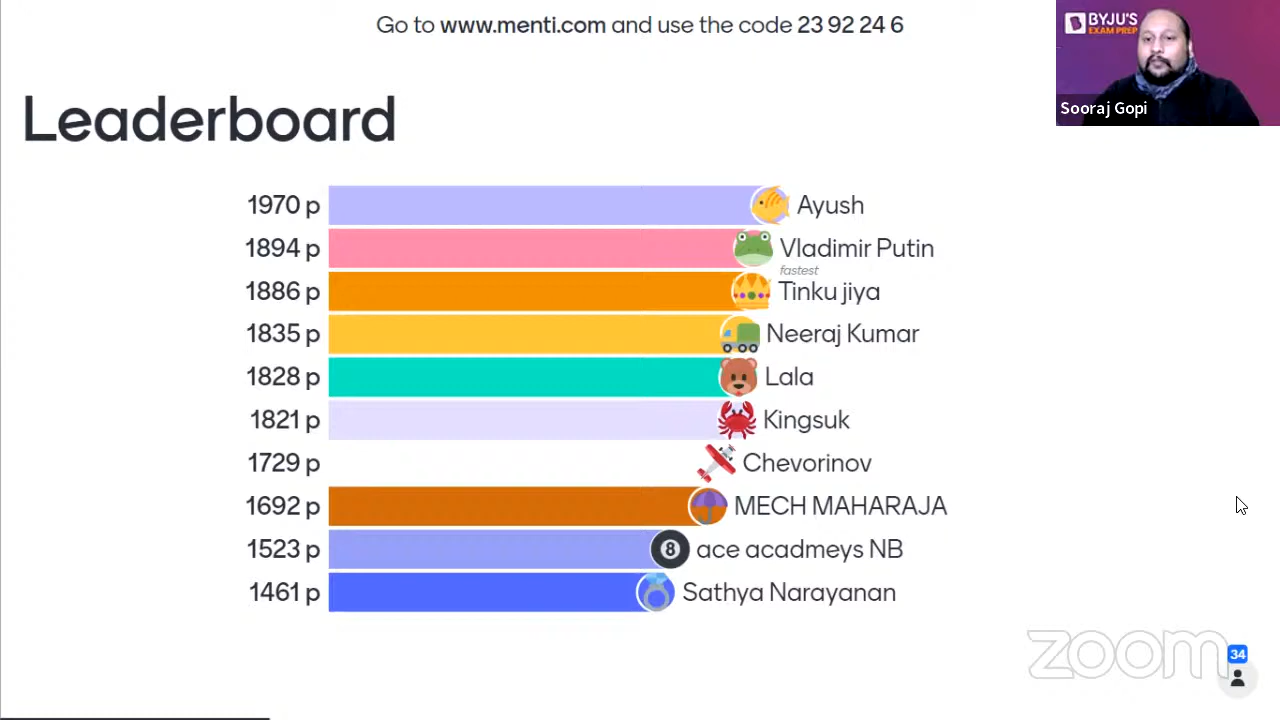 Go to www.menti.com and use the code 23 92 24 6
BYJU'S
EXAM PREP
Sooraj Gopi
Leaderboard
1970 p Ayush
1894 p Vladimir Putin
fastest
1886 p Tinku jiya
1835 p Neeraj Kumar
1828 p Lala
1821 p Kingsuk
1729 p Chevorinov
1692 p MECH MAHARAJA
1523 p 8 ace acadmeys NB
1461 p Sathya Narayanan
zoom
34